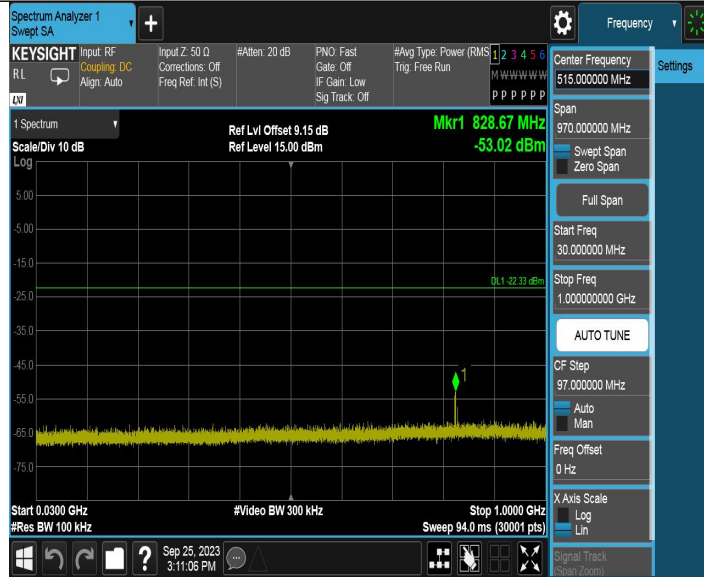 Spectrum Analyzer 1
Swept SA
Frequency
KEYSIGHT
R L
LXI
Input: RF
Coupling: DC
Align: Auto
Input Z: 50 Ω
Corrections: Off
Freq Ref: Int (S)
#Atten: 20 dB
PNO: Fast
Gate: Off
IF Gain: Low
Sig Track: Off
#Avg Type: Power (RMS
Trig: Free Run
1 2 3 4 5 6
M W W W W W
P P P P P P
1 Spectrum
Scale/Div 10 dB
Log
Ref Lvl Offset 9.15 dB
Ref Level 15.00 dBm
Mkr1 828.67 MHz
-53.02 dBm
5.00
-5.00
-15.0
-25.0
-35.0
-45.0
-55.0
-65.0
-75.0
DL1 -22.33 dBm
1
Start 0.0300 GHz
#Res BW 100 kHz
#Video BW 300 kHz
Stop 1.0000 GHz
Sweep 94.0 ms (30001 pts)
Center Frequency
515.000000 MHz
Settings
Span
970.000000 MHz
Swept Span
Zero Span
Full Span
Start Freq
30.000000 MHz
Stop Freq
1.000000000 GHz
AUTO TUNE
CF Step
97.000000 MHz
Auto
Man
Freq Offset
0 Hz
X Axis Scale
Log
Lin
Signal Track
(Span Zoom)
?
Sep 25, 2023
3:11:06 PM